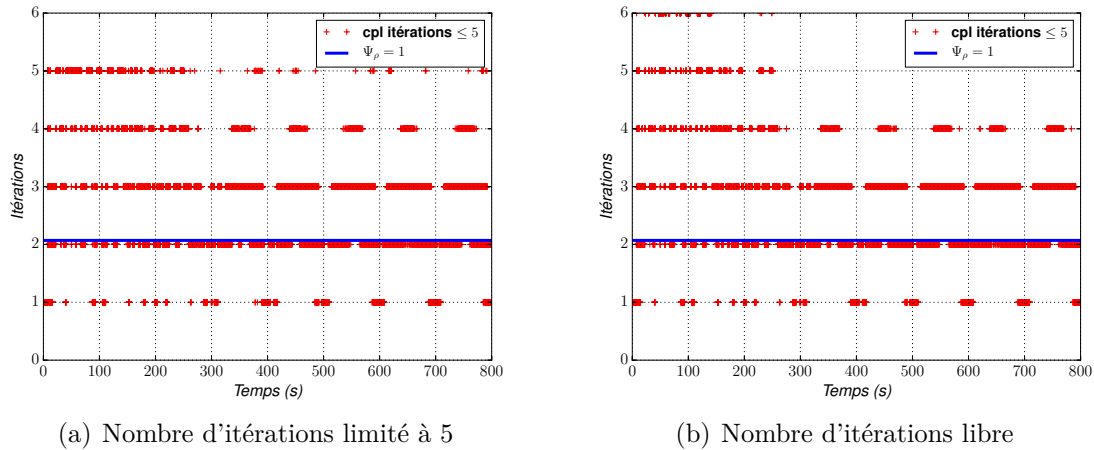 6
5
4
3
2
1
0
Itérations
cpl itérations ≤ 5
Ψρ = 1
0 100 200 300 400 500 600 700 800
Temps (s)
(a) Nombre d'itérations limité à 5
6
5
4
3
2
1
0
Itérations
cpl itérations ≤ 5
Ψρ = 1
0 100 200 300 400 500 600 700 800
Temps (s)
(b) Nombre d'itérations libre